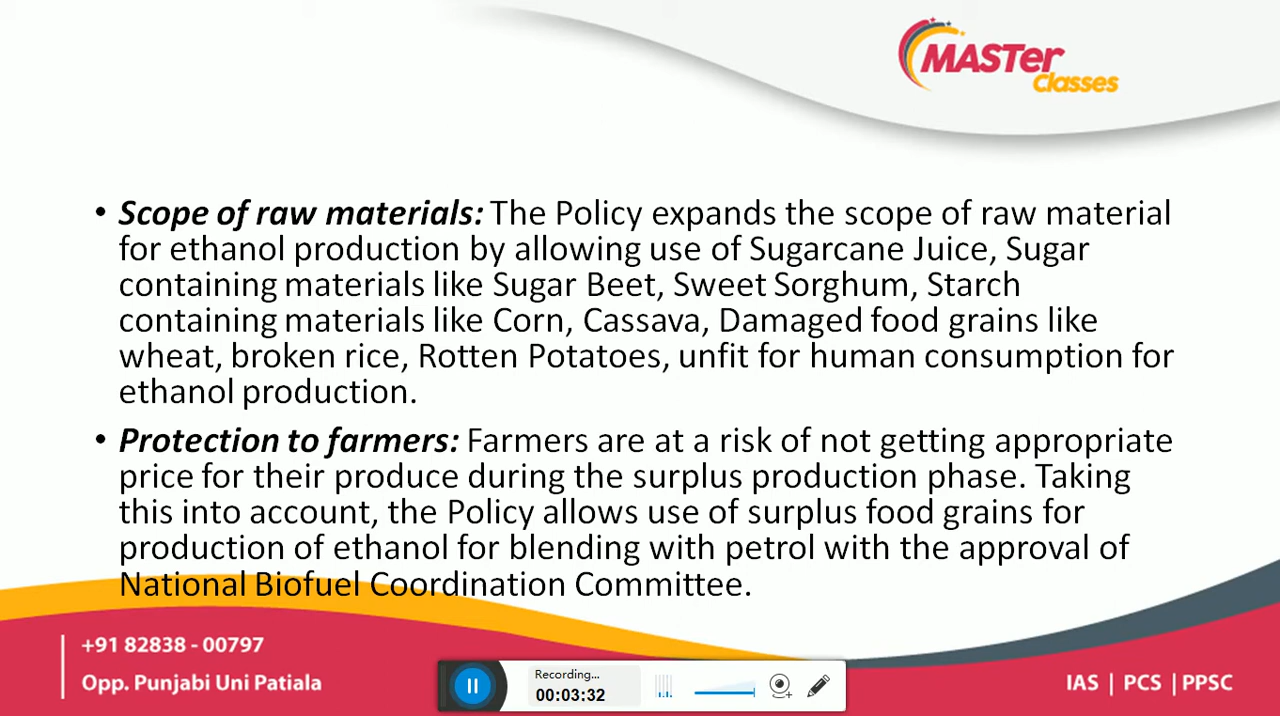 MASTer
Classes
• Scope of raw materials: The Policy expands the scope of raw material
for ethanol production by allowing use of Sugarcane Juice, Sugar
containing materials like Sugar Beet, Sweet Sorghum, Starch
containing materials like Corn, Cassava, Damaged food grains like
wheat, broken rice, Rotten Potatoes, unfit for human consumption for
ethanol production.
• Protection to farmers: Farmers are at a risk of not getting appropriate
price for their produce during the surplus production phase. Taking
this into account, the Policy allows use of surplus food grains for
production of ethanol for blending with petrol with the approval of
National Biofuel Coordination Committee.
+91 82838 - 00797
Opp. Punjabi Uni Patiala
Recording...
00:03:32
IAS | PCS | PPSC